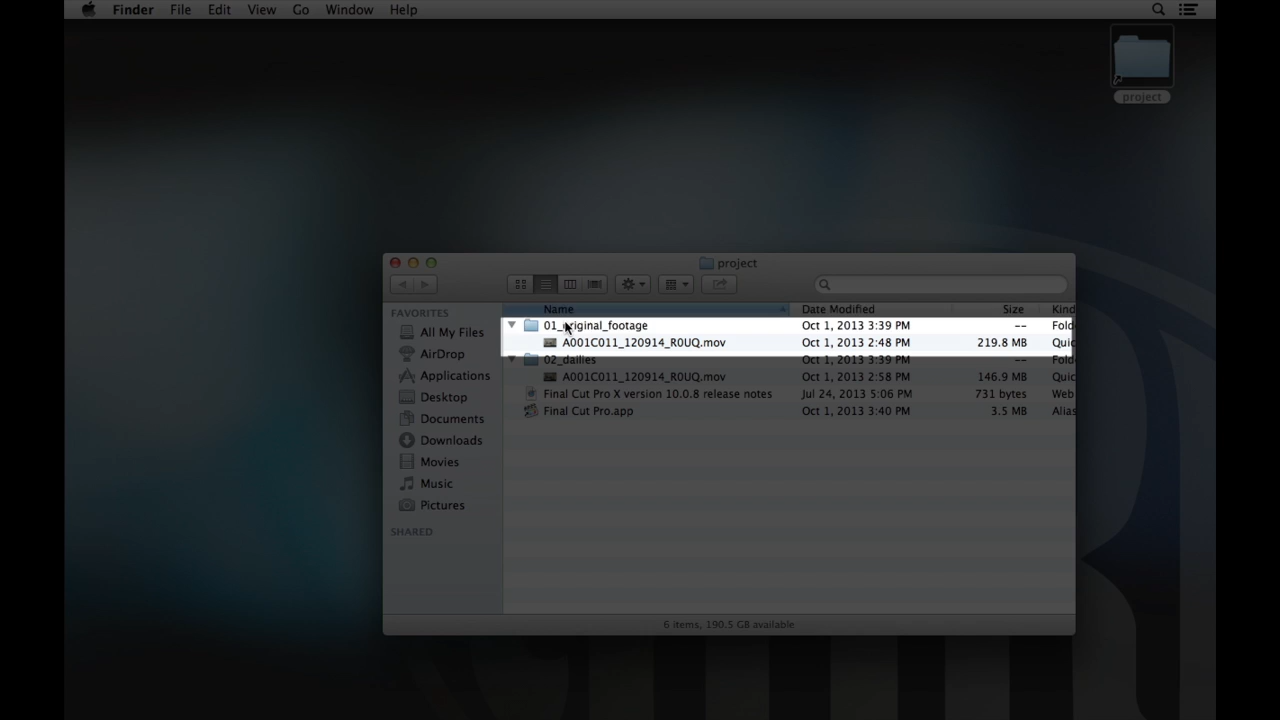 Finder File Edit View Go Window Help
project
project
Name Date Modified Size Kind
FAVORITES
All My Files
AirDrop
Applications
Desktop
Documents
Downloads
Movies
Music
Pictures
SHARED
01_original_footage Oct 1, 2013 3:39 PM -- Fold
A001C011_120914_R0UQ.mov Oct 1, 2013 2:48 PM 219.8 MB Quic
02_dailies Oct 1, 2013 3:39 PM -- Fold
A001C011_120914_R0UQ.mov Oct 1, 2013 2:58 PM 146.9 MB Quic
Final Cut Pro X version 10.0.8 release notes Jul 24, 2013 5:06 PM 731 bytes Web
Final Cut Pro.app Oct 1, 2013 3:40 PM 3.5 MB Alias
6 items, 190.5 GB available